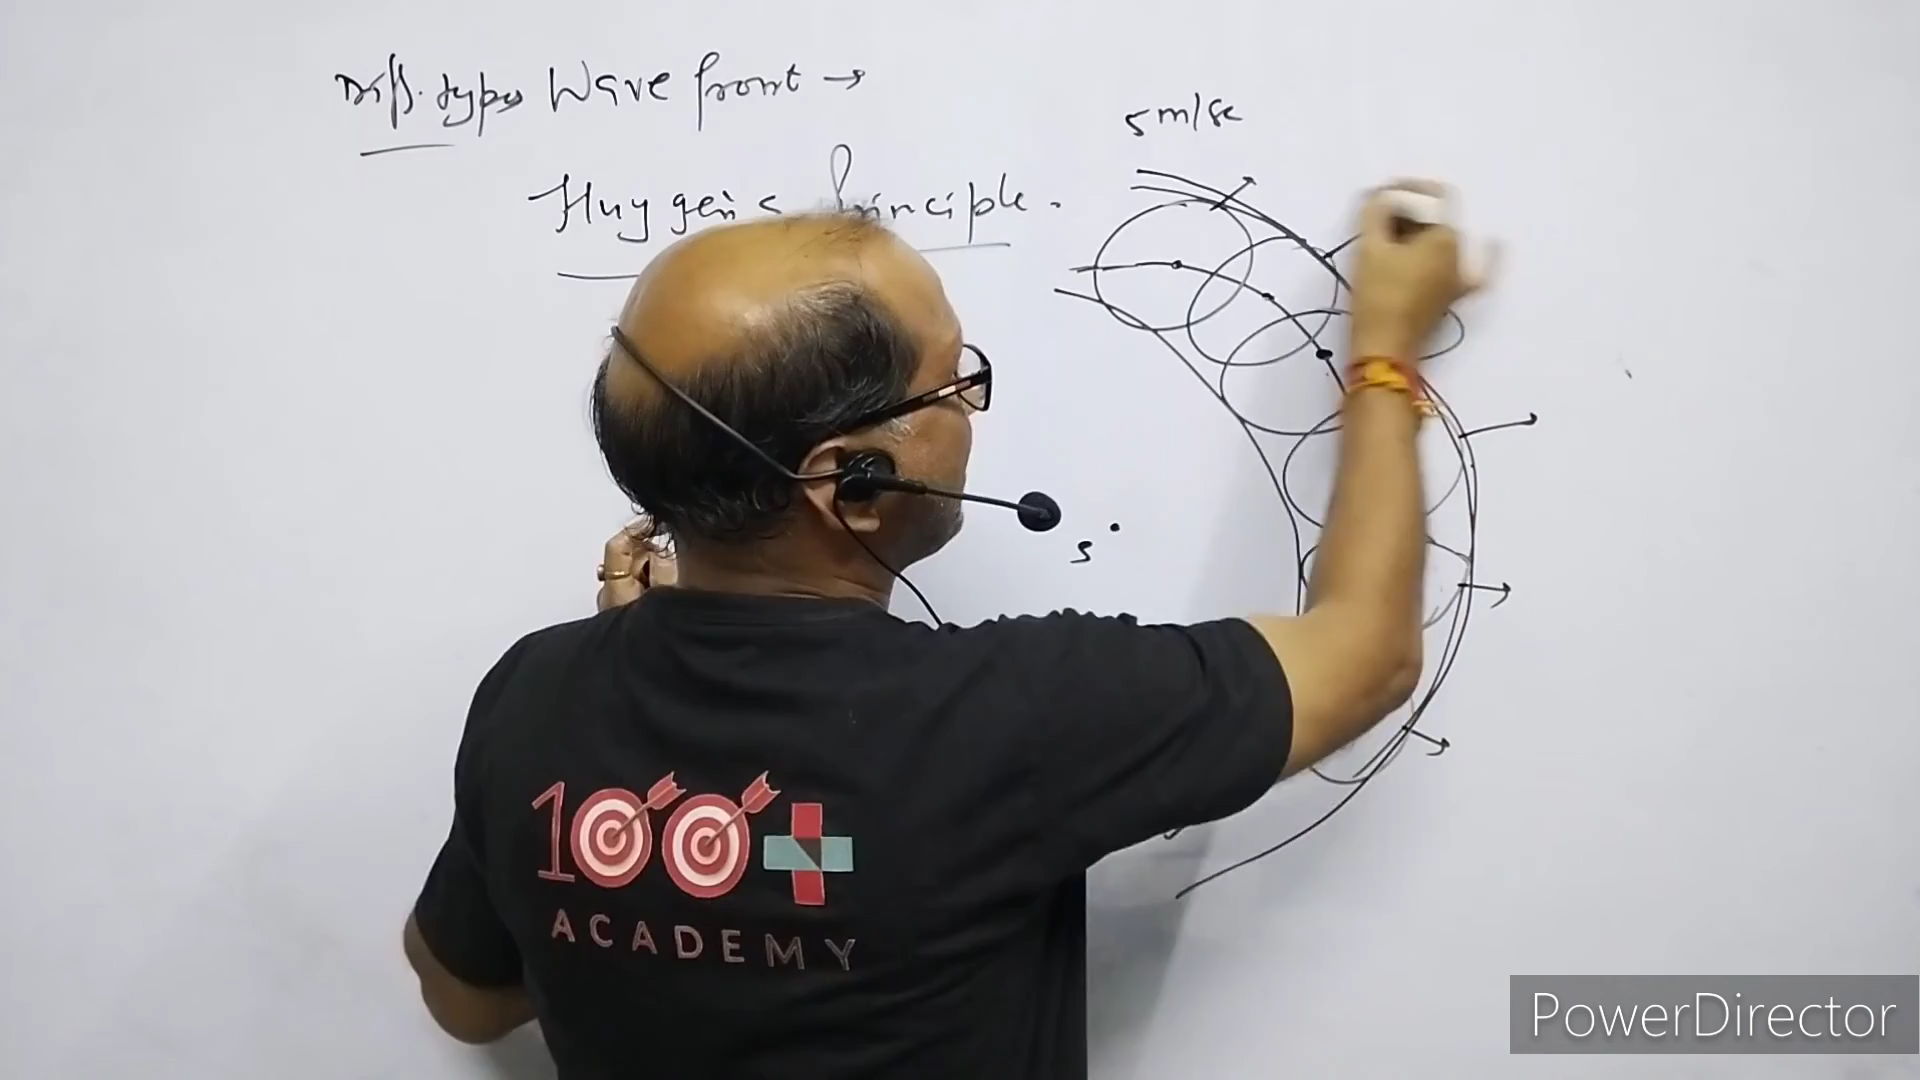 Diff. types Wave front →
5 m/sec
Huygen's Principle.
S
100+
ACADEMY
PowerDirector